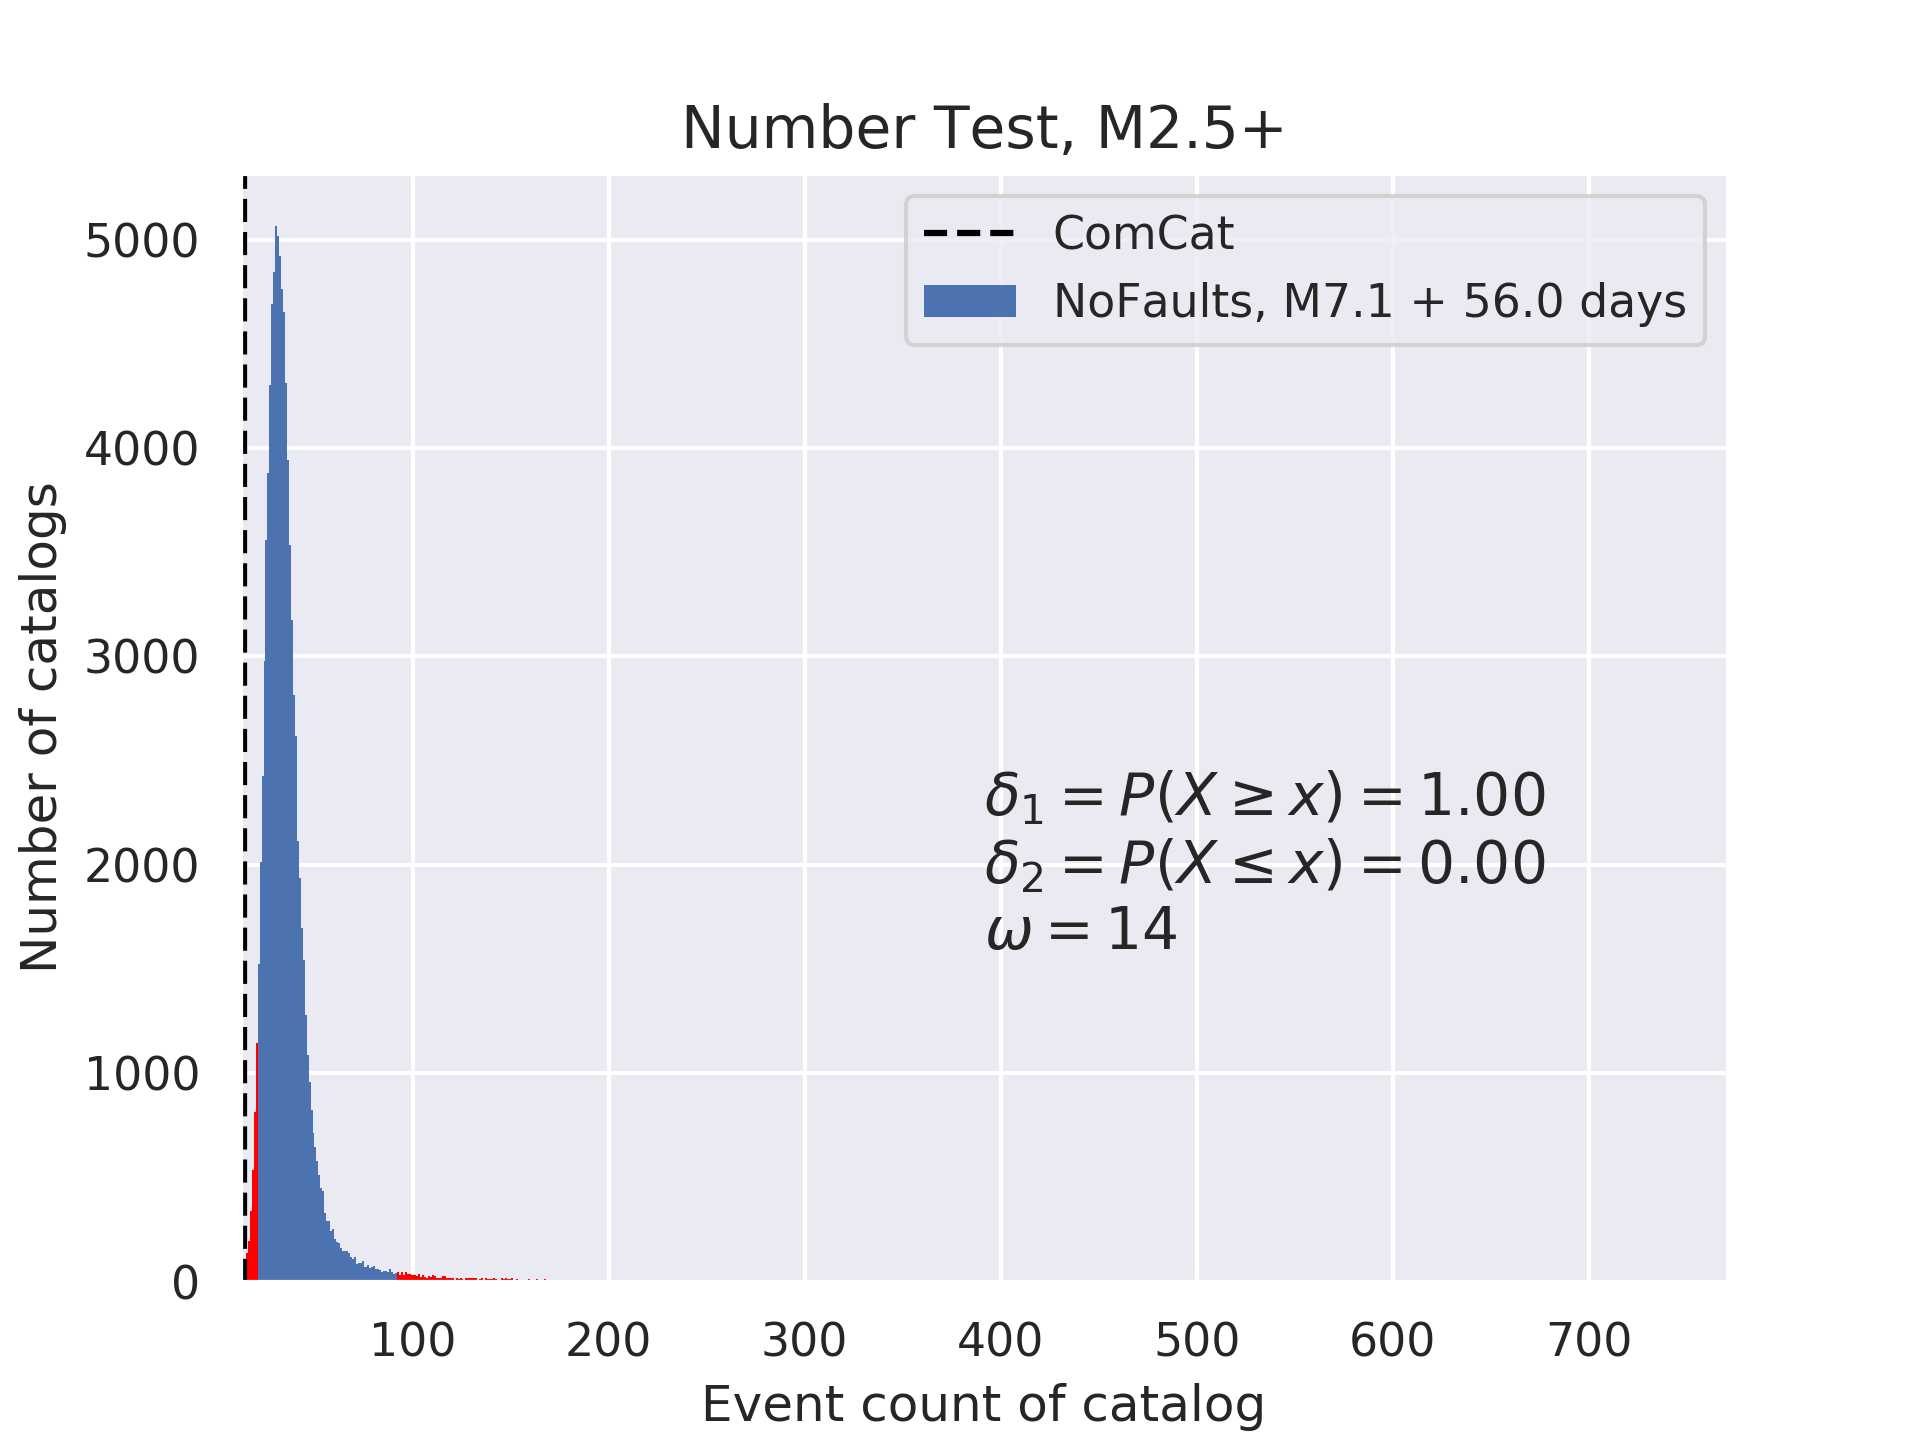 Number Test, M2.5+
ComCat
NoFaults, M7.1 + 56.0 days
5000
4000
3000
2000
1000
0
Number of catalogs
δ₁ = P(X ≥ x) = 1.00
δ₂ = P(X ≤ x) = 0.00
ω = 14
100 200 300 400 500 600 700
Event count of catalog